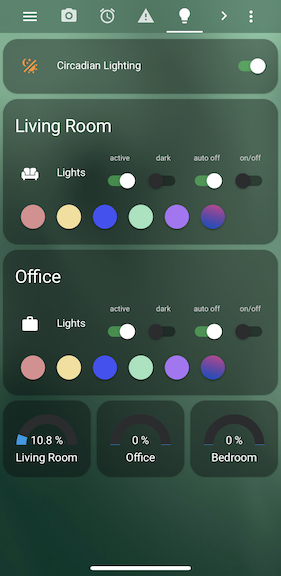 Circadian Lighting
Living Room
active dark auto off on/off
Lights
Office
active dark auto off on/off
Lights
10.8 % 0 % 0 %
Living Room Office Bedroom